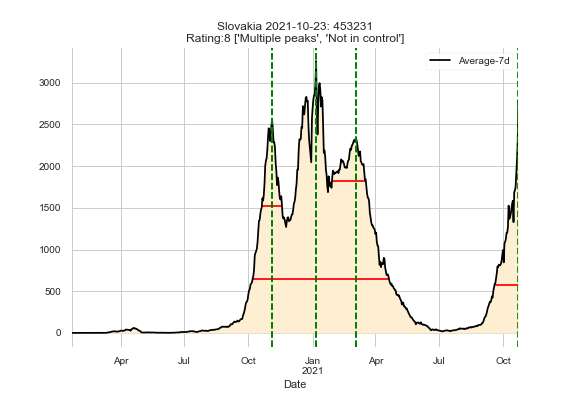 Slovakia 2021-10-23: 453231
Rating:8 ['Multiple peaks', 'Not in control']
Average-7d
3000
2500
2000
1500
1000
500
0
Apr Jul Oct Jan Apr Jul Oct
2021
Date